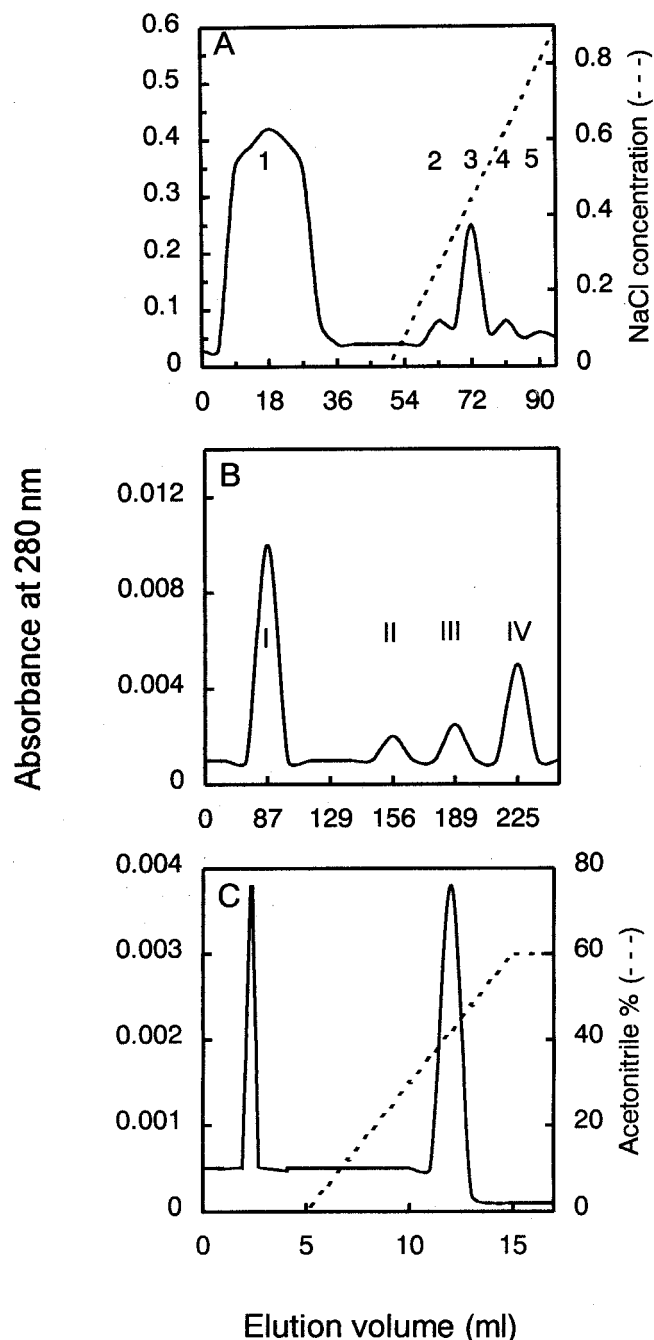 A
0.6
0.5
0.4
0.3
0.2
0.1
0
0.8
0.6
0.4
0.2
0
NaCl concentration (- - -)
1
2 3 4 5
0 18 36 54 72 90
B
0.012
0.008
0.004
0
I II III IV
0 87 129 156 189 225
Absorbance at 280 nm
C
0.004
0.003
0.002
0.001
0
80
60
40
20
0
Acetonitrile % (- - -)
0 5 10 15
Elution volume (ml)